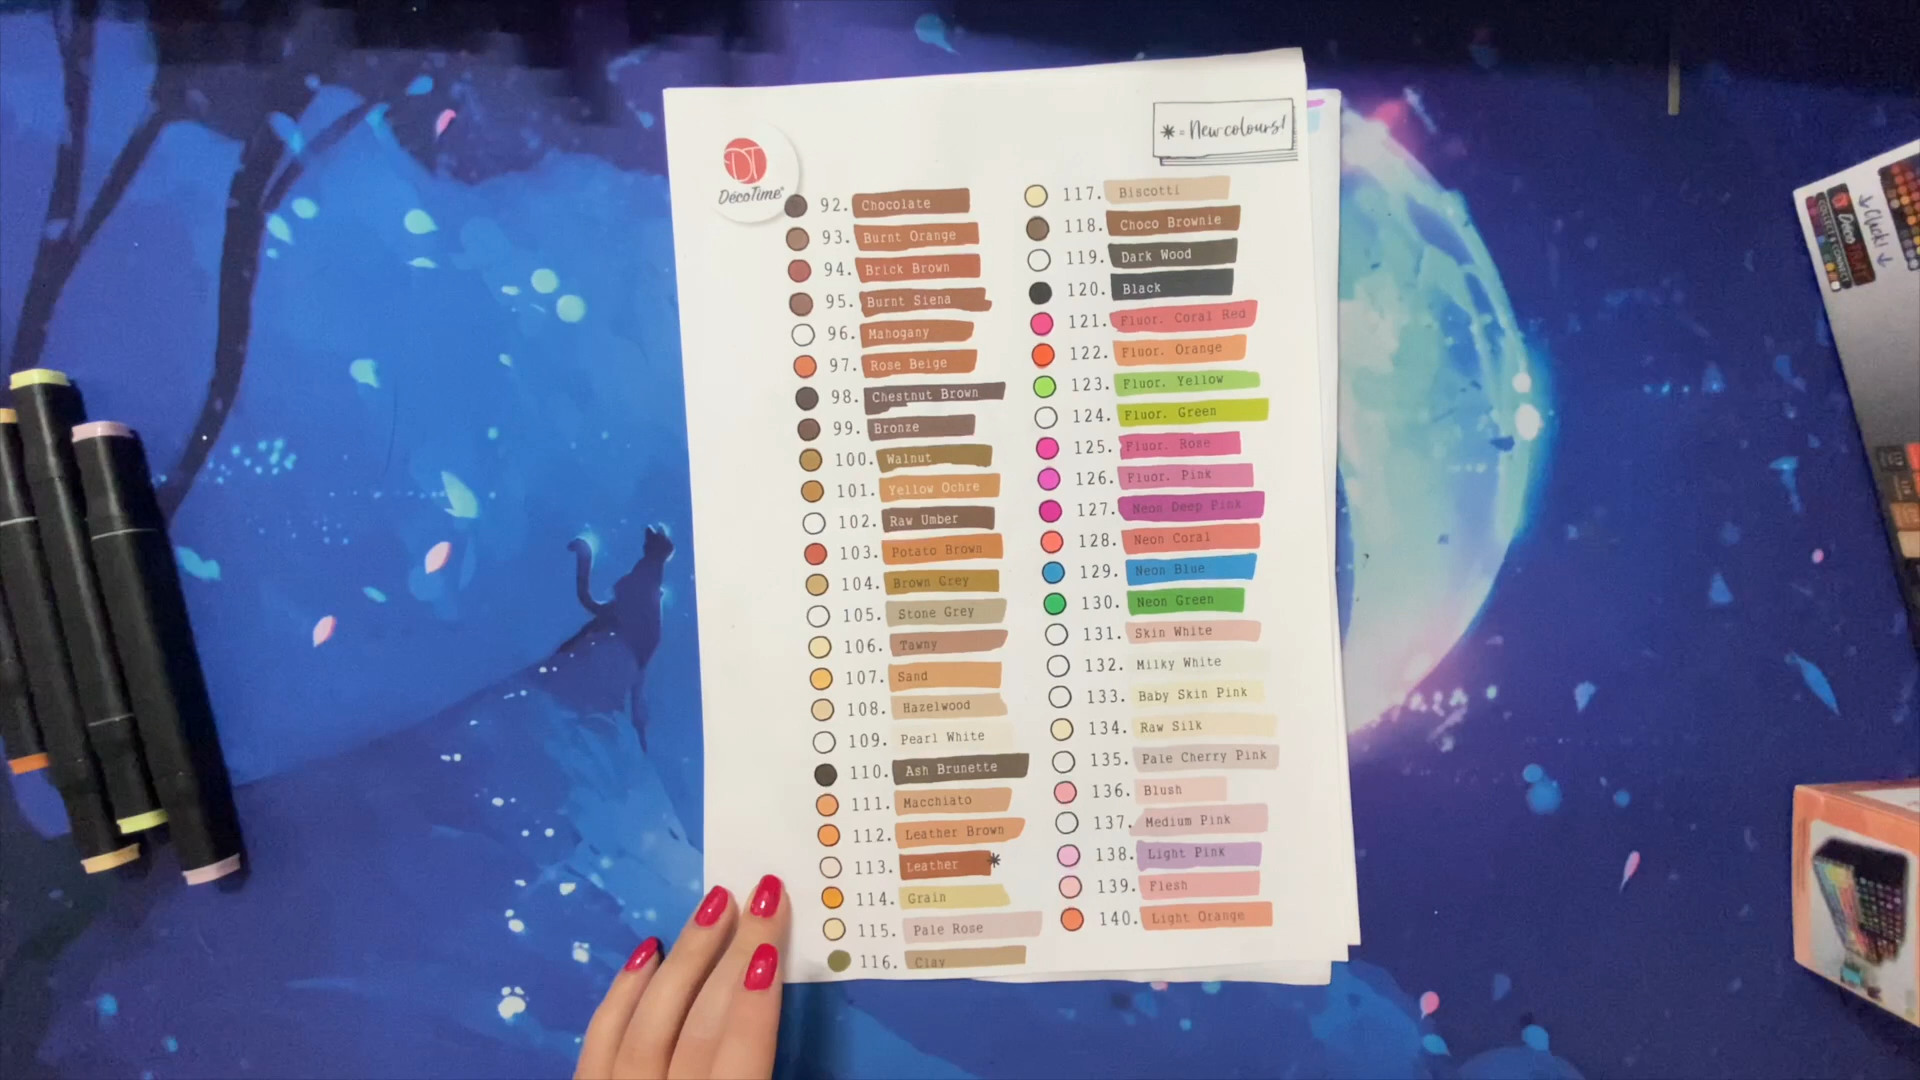 DT
DécoTime
* = New colours!
92. Chocolate
93. Burnt Orange
94. Brick Brown
95. Burnt Siena
96. Mahogany
97. Rose Beige
98. Chestnut Brown
99. Bronze
100. Walnut
101. Yellow Ochre
102. Raw Umber
103. Potato Brown
104. Brown Grey
105. Stone Grey
106. Tawny
107. Sand
108. Hazelwood
109. Pearl White
110. Ash Brunette
111. Macchiato
112. Leather Brown
113. Leather *
114. Grain
115. Pale Rose
116. Clay
117. Biscotti
118. Choco Brownie
119. Dark Wood
120. Black
121. Fluor. Coral Red
122. Fluor. Orange
123. Fluor. Yellow
124. Fluor. Green
125. Fluor. Rose
126. Fluor. Pink
127. Neon Deep Pink
128. Neon Coral
129. Neon Blue
130. Neon Green
131. Skin White
132. Milky White
133. Baby Skin Pink
134. Raw Silk
135. Pale Cherry Pink
136. Blush
137. Medium Pink
138. Light Pink
139. Flesh
140. Light Orange
Click!